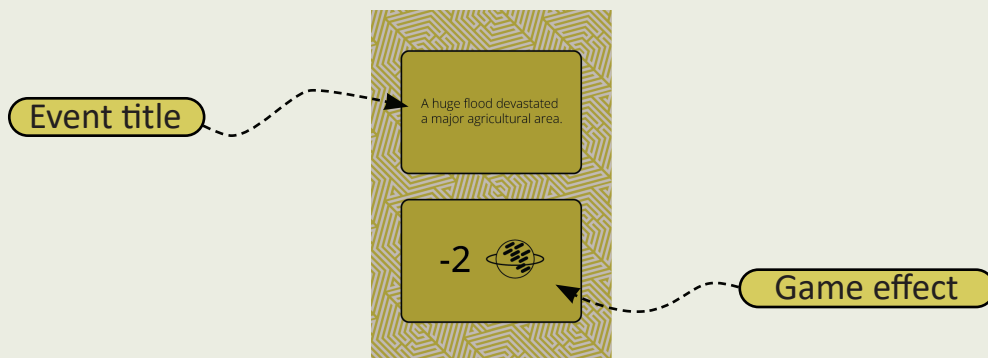 Event title
A huge flood devastated
a major agricultural area.
-2
Game effect